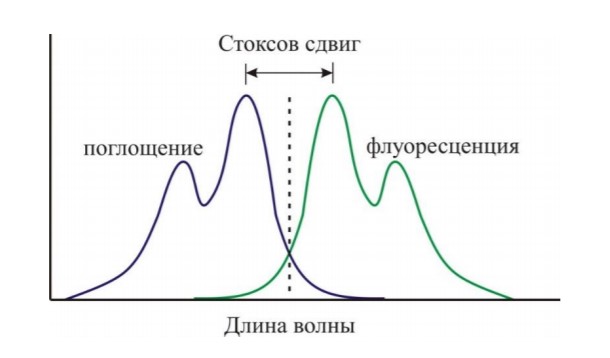 Стоксов сдвиг
поглощение
флуоресценция
Длина волны